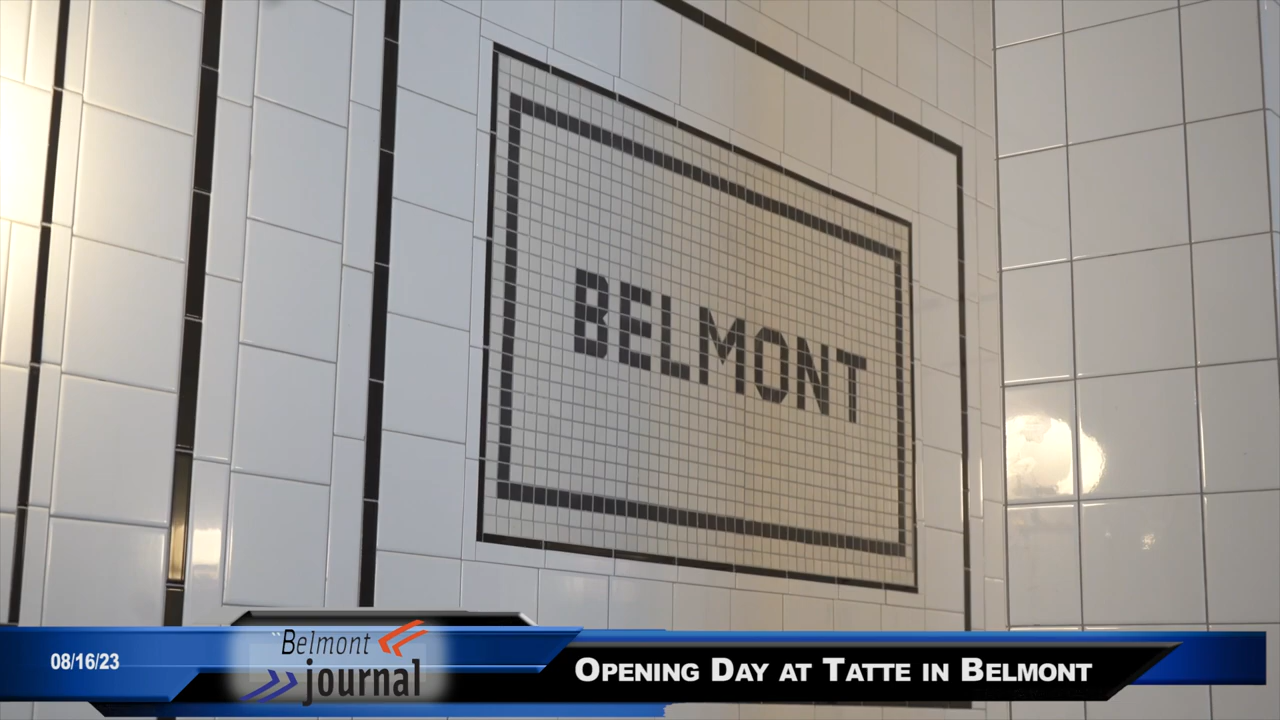 BELMONT
08/16/23
Belmont
journal
OPENING DAY AT TATTE IN BELMONT